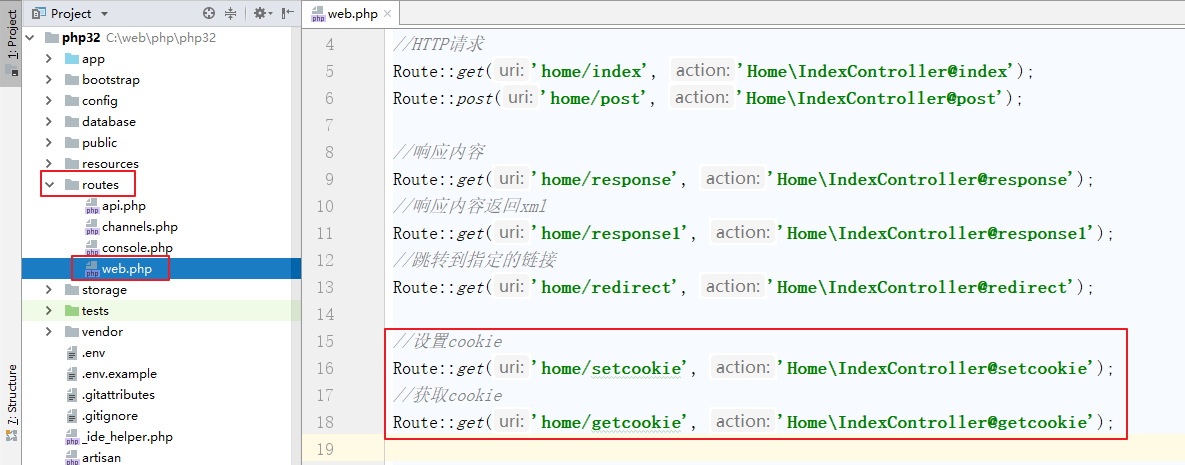 1: Project
7: Structure
Project
php32 C:\web\php\php32
app
bootstrap
config
database
public
resources
routes
php api.php
php channels.php
php console.php
php web.php
storage
tests
vendor
.env
.env.example
.gitattributes
.gitignore
php _ide_helper.php
php artisan
php web.php
4 //HTTP请求
5 Route::get( uri: 'home/index', action: 'Home\IndexController@index');
6 Route::post( uri: 'home/post', action: 'Home\IndexController@post');
7
8 //响应内容
9 Route::get( uri: 'home/response', action: 'Home\IndexController@response');
10 //响应内容返回xml
11 Route::get( uri: 'home/response1', action: 'Home\IndexController@response1');
12 //跳转到指定的链接
13 Route::get( uri: 'home/redirect', action: 'Home\IndexController@redirect');
14
15 //设置cookie
16 Route::get( uri: 'home/setcookie', action: 'Home\IndexController@setcookie');
17 //获取cookie
18 Route::get( uri: 'home/getcookie', action: 'Home\IndexController@getcookie');
19